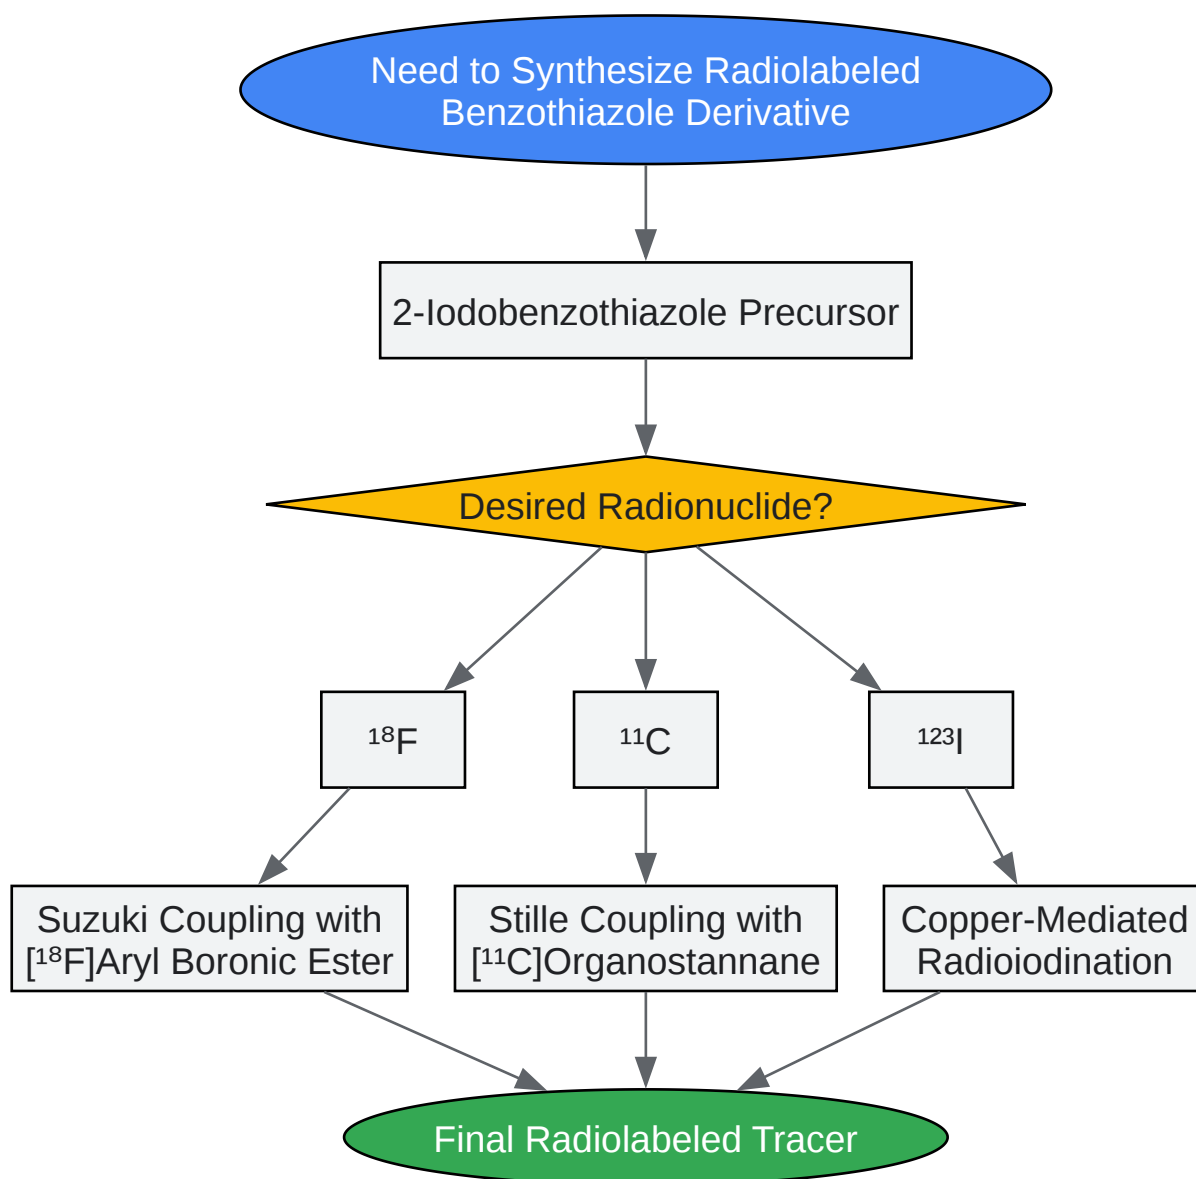 Need to Synthesize Radiolabeled
Benzothiazole Derivative
2-Iodobenzothiazole Precursor
Desired Radionuclide?
¹⁸F
¹¹C
¹²³I
Suzuki Coupling with
[¹⁸F]Aryl Boronic Ester
Stille Coupling with
[¹¹C]Organostannane
Copper-Mediated
Radioiodination
Final Radiolabeled Tracer